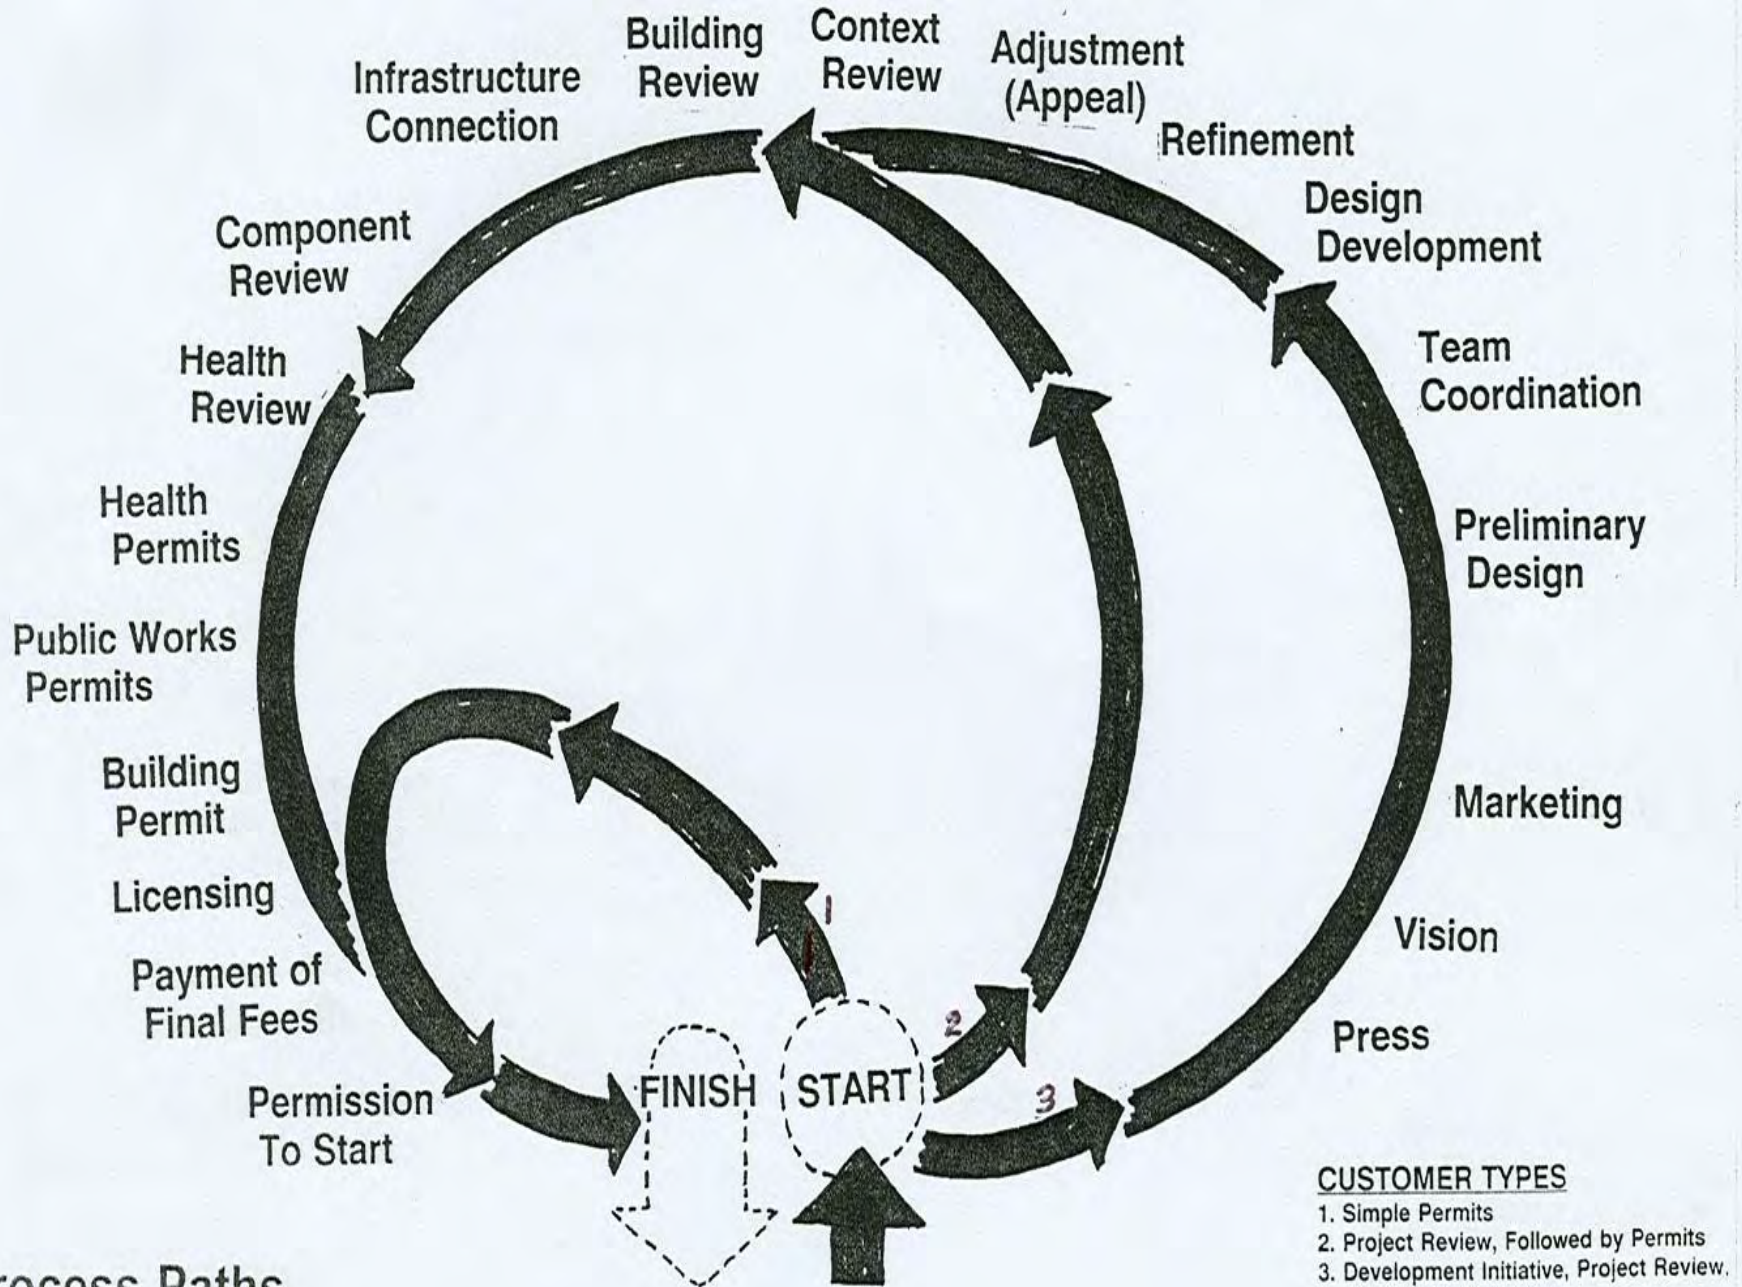 Building
Review
Context
Review
Adjustment
(Appeal)
Infrastructure
Connection
Refinement
Design
Development
Component
Review
Team
Coordination
Health
Review
Health
Permits
Preliminary
Design
Public Works
Permits
Building
Permit
Marketing
Licensing
1
Vision
Payment of
Final Fees
2
Press
FINISH
START
3
Permission
To Start
CUSTOMER TYPES
1. Simple Permits
2. Project Review, Followed by Permits
3. Development Initiative, Project Review,
Paths